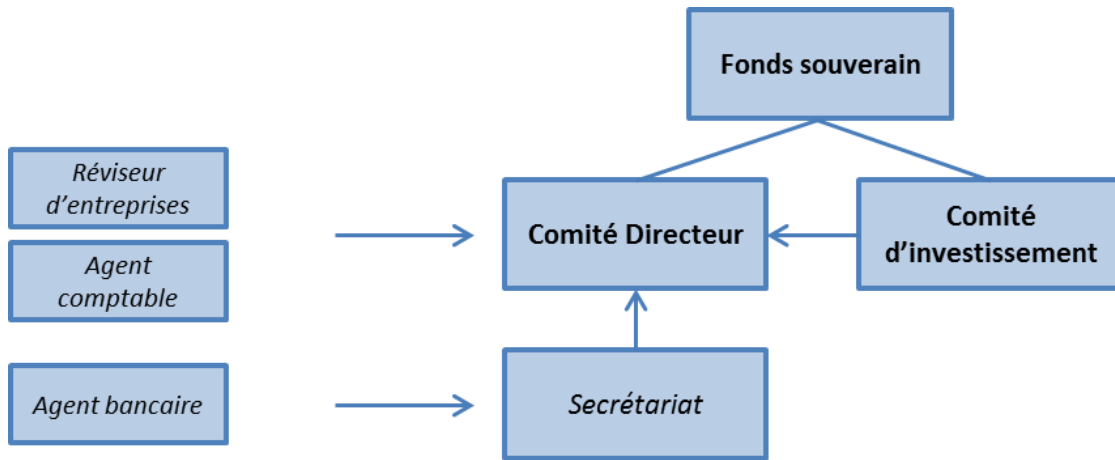 Fonds souverain
Réviseur
d’entreprises
Comité Directeur
Comité
d’investissement
Agent
comptable
Agent bancaire
Secrétariat